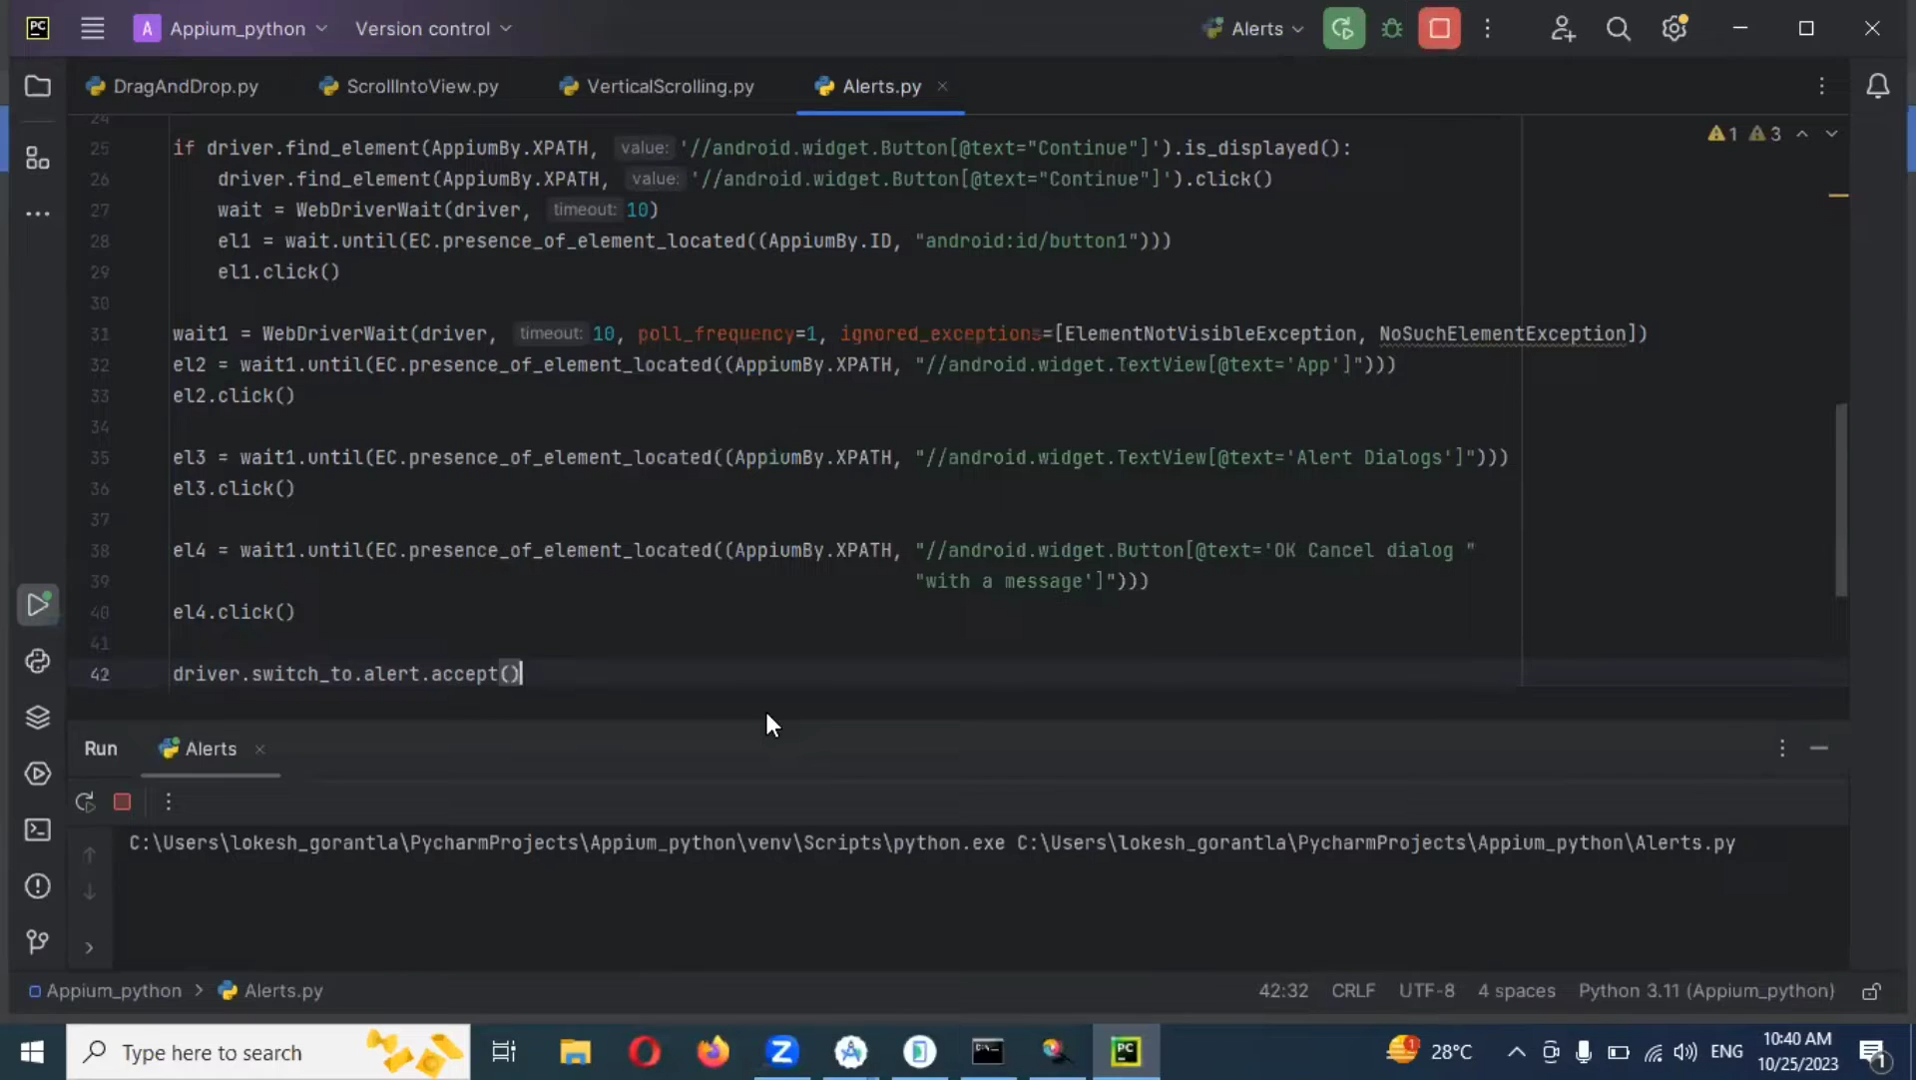 PC A Appium_python Version control Alerts
DragAndDrop.py ScrollIntoView.py VerticalScrolling.py Alerts.py
24
25 if driver.find_element(AppiumBy.XPATH, value: '//android.widget.Button[@text="Continue"]').is_displayed(): 1 3
26 driver.find_element(AppiumBy.XPATH, value: '//android.widget.Button[@text="Continue"]').click()
27 wait = WebDriverWait(driver, timeout: 10)
28 el1 = wait.until(EC.presence_of_element_located((AppiumBy.ID, "android:id/button1")))
29 el1.click()
30
31 wait1 = WebDriverWait(driver, timeout: 10, poll_frequency=1, ignored_exceptions=[ElementNotVisibleException, NoSuchElementException])
32 el2 = wait1.until(EC.presence_of_element_located((AppiumBy.XPATH, "//android.widget.TextView[@text='App']")))
33 el2.click()
34
35 el3 = wait1.until(EC.presence_of_element_located((AppiumBy.XPATH, "//android.widget.TextView[@text='Alert Dialogs']")))
36 el3.click()
37
38 el4 = wait1.until(EC.presence_of_element_located((AppiumBy.XPATH, "//android.widget.Button[@text='OK Cancel dialog "
39 "with a message']")))
40 el4.click()
41
42 driver.switch_to.alert.accept()
Run Alerts
C:\Users\lokesh_gorantla\PycharmProjects\Appium_python\venv\Scripts\python.exe C:\Users\lokesh_gorantla\PycharmProjects\Appium_python\Alerts.py
Appium_python > Alerts.py 42:32 CRLF UTF-8 4 spaces Python 3.11 (Appium_python)
Type here to search 1 28°C ENG 10:40 AM
10/25/2023 1